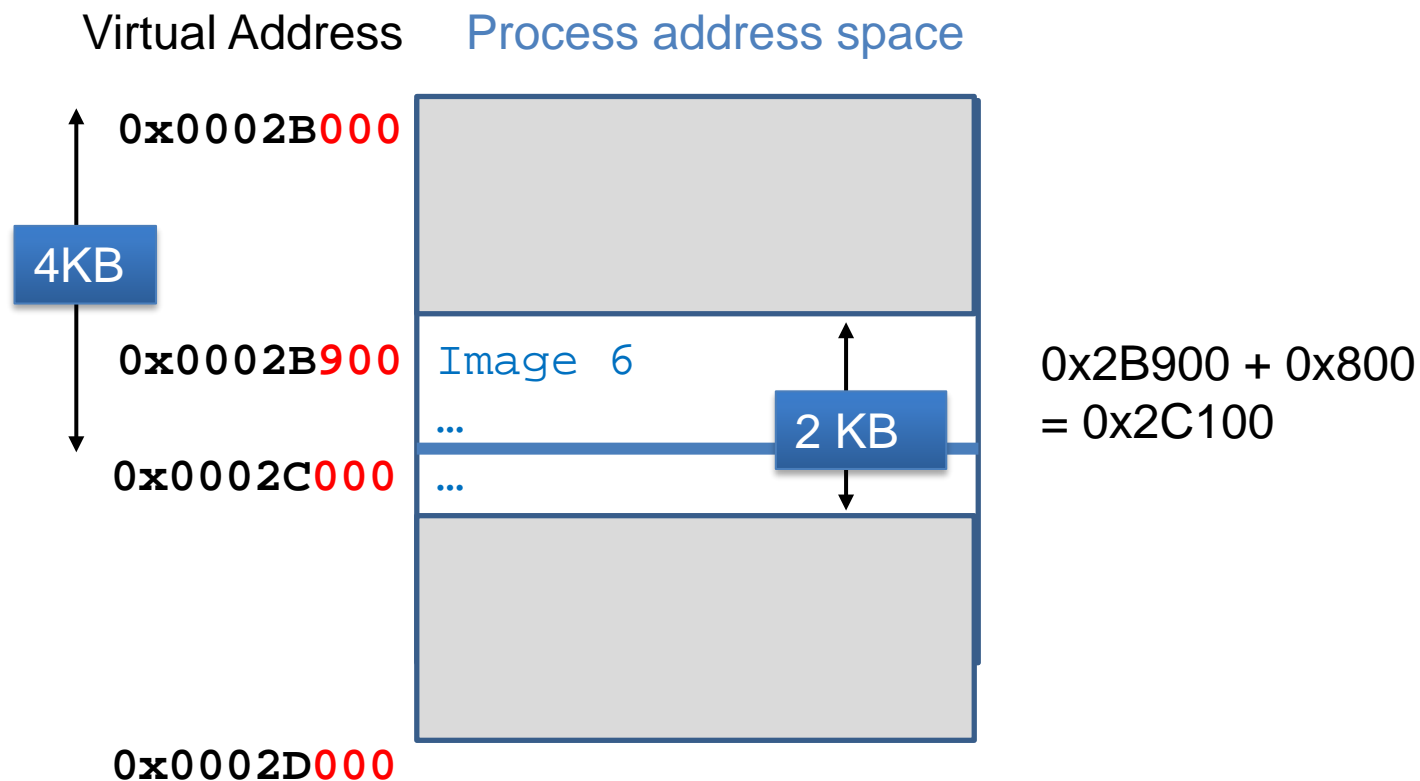 Virtual Address
Process address space
0x0002B000
4KB
0x0002B900
Image 6
…
2 KB
0x2B900 + 0x800
= 0x2C100
0x0002C000
…
0x0002D000